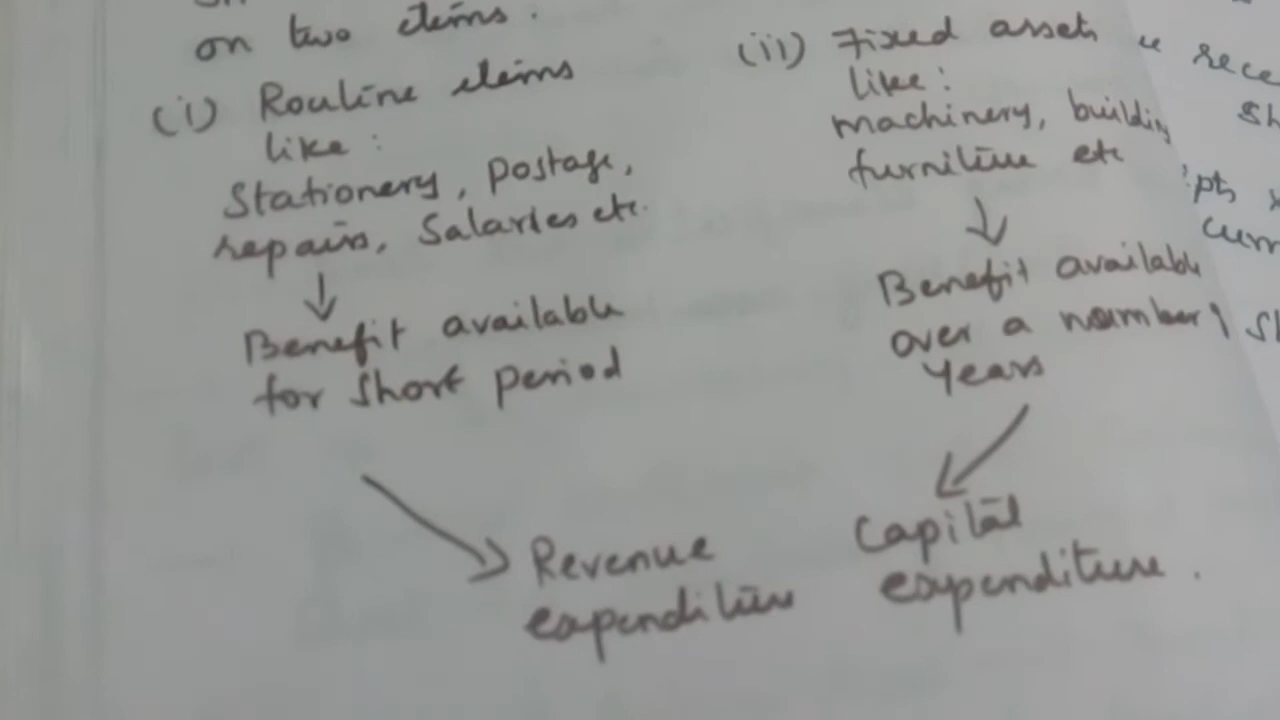 on two items.
(i) Routine items
like:
Stationery, postage,
repairs, Salaries etc.
↓
Benefit available
for short period
Revenue
expenditure
(ii) Fixed assets
like:
machinery, building
furniture etc
↓
Benefit available
over a number of
years
Capital
expenditure.